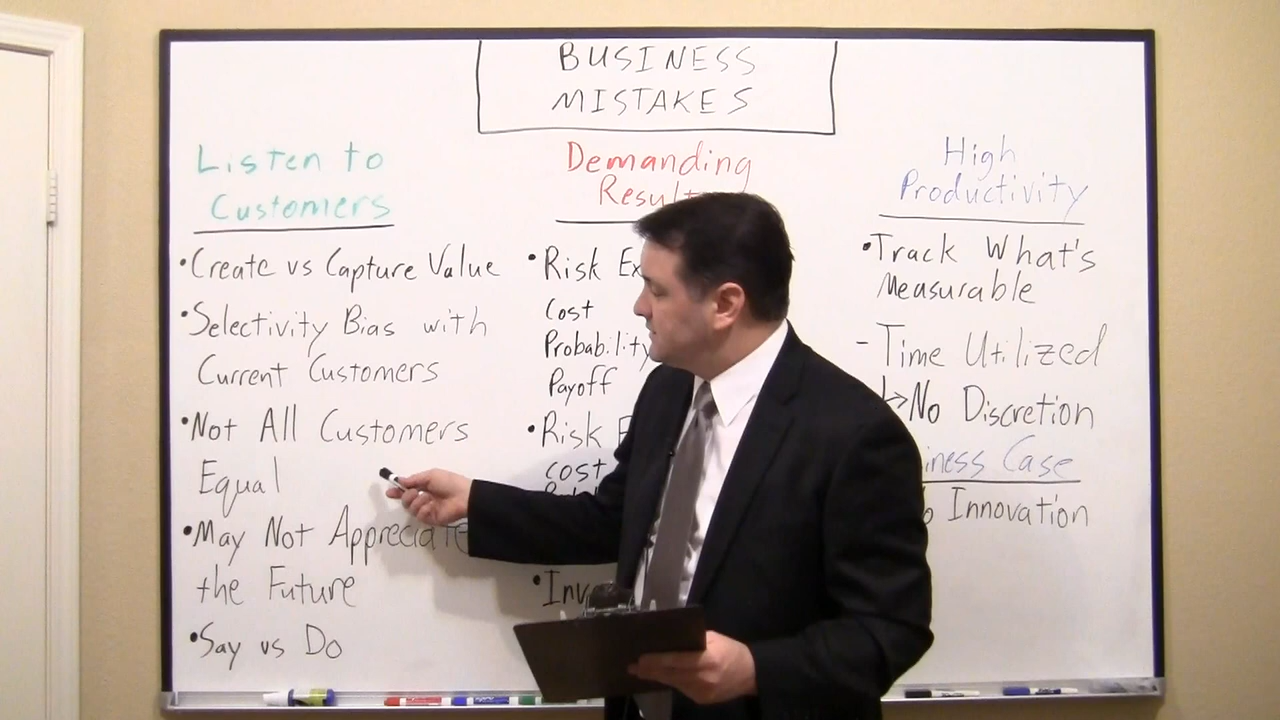 BUSINESS
MISTAKES
Listen to
Customers
•Create vs Capture Value
•Selectivity Bias with
Current Customers
•Not All Customers
Equal
•May Not Appreciate
the Future
•Say vs Do
Demanding
•Risk
Cost
Probability
Payoff
•Risk
cost
High
Productivity
•Track What's
Measurable
-Time Utilized
↳>No Discretion
Case
Innovation